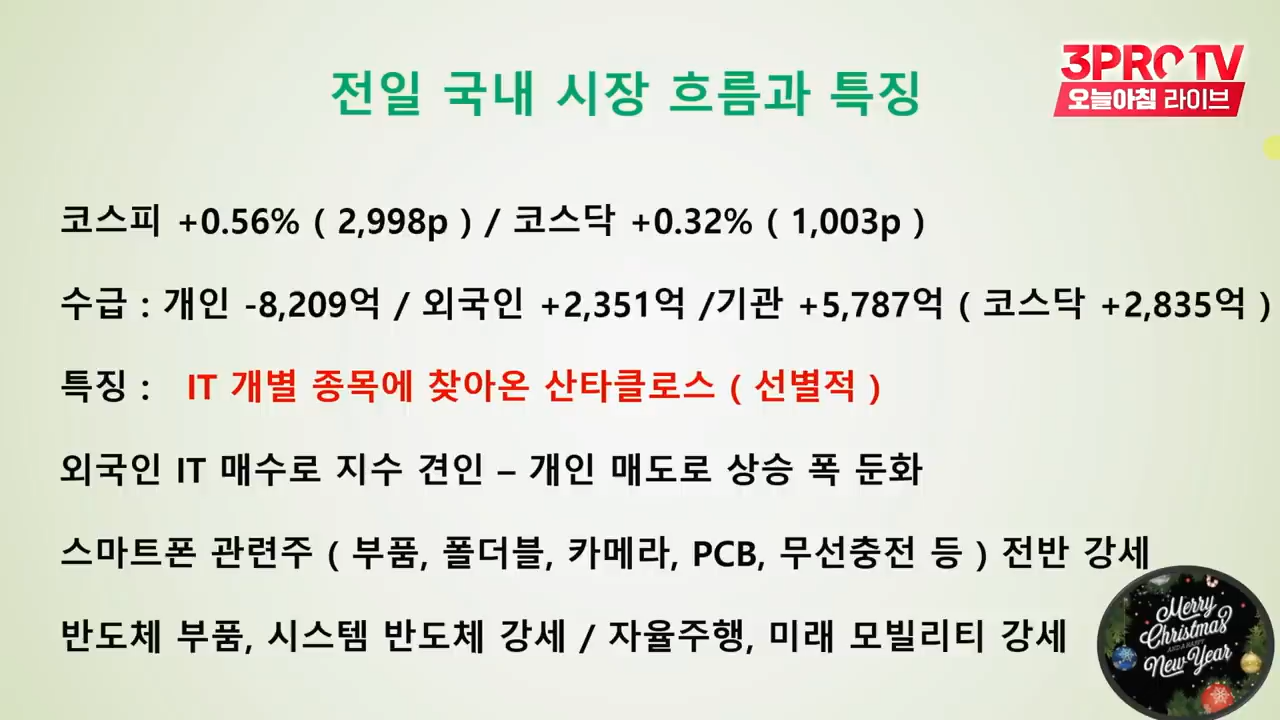 전일 국내 시장 흐름과 특징
3PRO TV
오늘아침 라이브
코스피 +0.56% ( 2,998p ) / 코스닥 +0.32% ( 1,003p )
수급 : 개인 -8,209억 / 외국인 +2,351억 /기관 +5,787억 ( 코스닥 +2,835억 )
특징 : IT 개별 종목에 찾아온 산타클로스 ( 선별적 )
외국인 IT 매수로 지수 견인 – 개인 매도로 상승 폭 둔화
스마트폰 관련주 ( 부품, 폴더블, 카메라, PCB, 무선충전 등 ) 전반 강세
반도체 부품, 시스템 반도체 강세 / 자율주행, 미래 모빌리티 강세
Merry
Christmas
AND A HAPPY
New Year